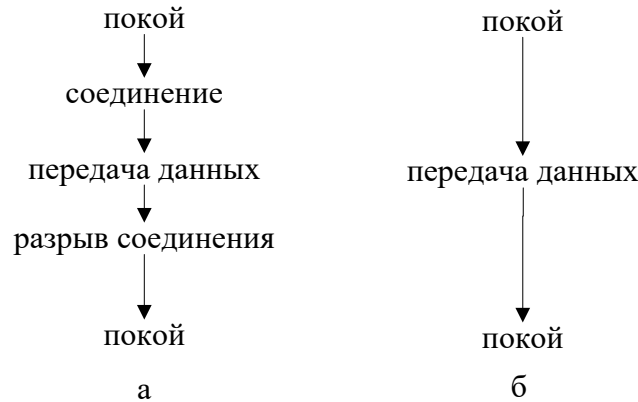 покой
соединение
передача данных
разрыв соединения
покой
а
покой
передача данных
покой
б